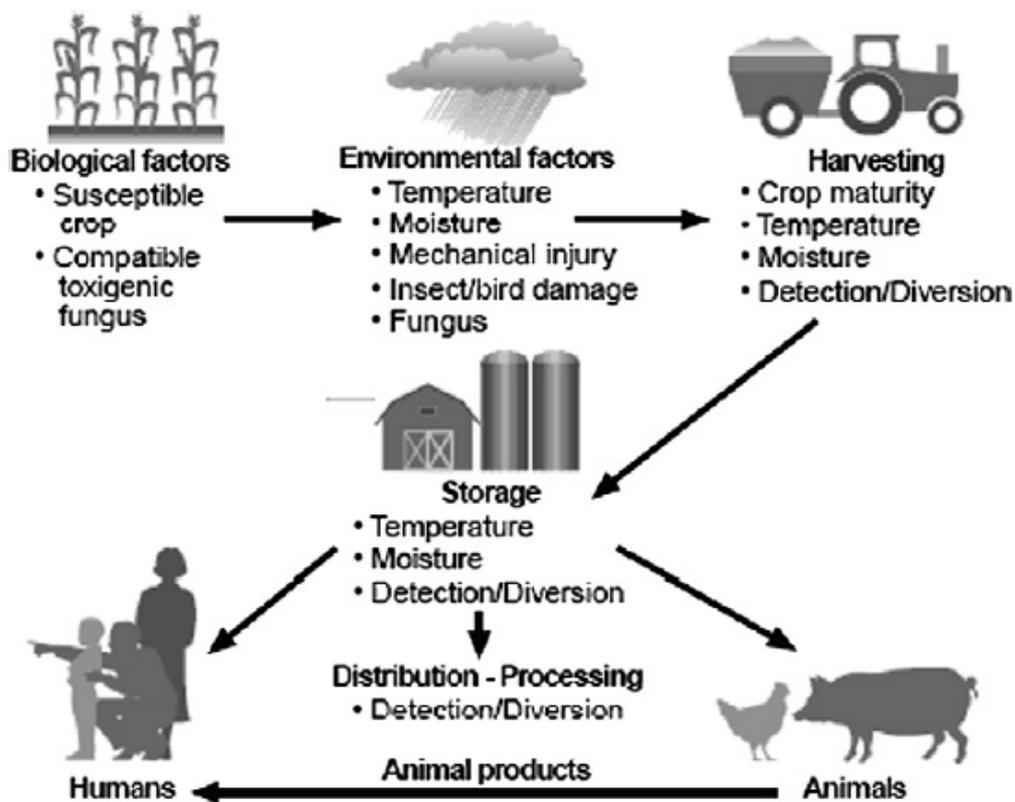 Biological factors
• Susceptible
crop
• Compatible
toxigenic
fungus
Environmental factors
• Temperature
• Moisture
• Mechanical injury
• Insect/bird damage
• Fungus
Harvesting
• Crop maturity
• Temperature
• Moisture
• Detection/Diversion
Storage
• Temperature
• Moisture
• Detection/Diversion
Distribution - Processing
• Detection/Diversion
Humans
Animal products
Animals